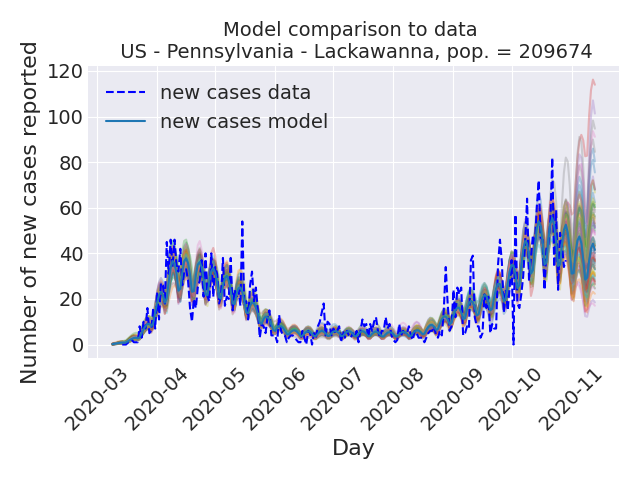 Model comparison to data
US - Pennsylvania - Lackawanna, pop. = 209674
Number of new cases reported
120
100
80
60
40
20
0
new cases data
new cases model
2020-03
2020-04
2020-05
2020-06
2020-07
2020-08
2020-09
2020-10
2020-11
Day